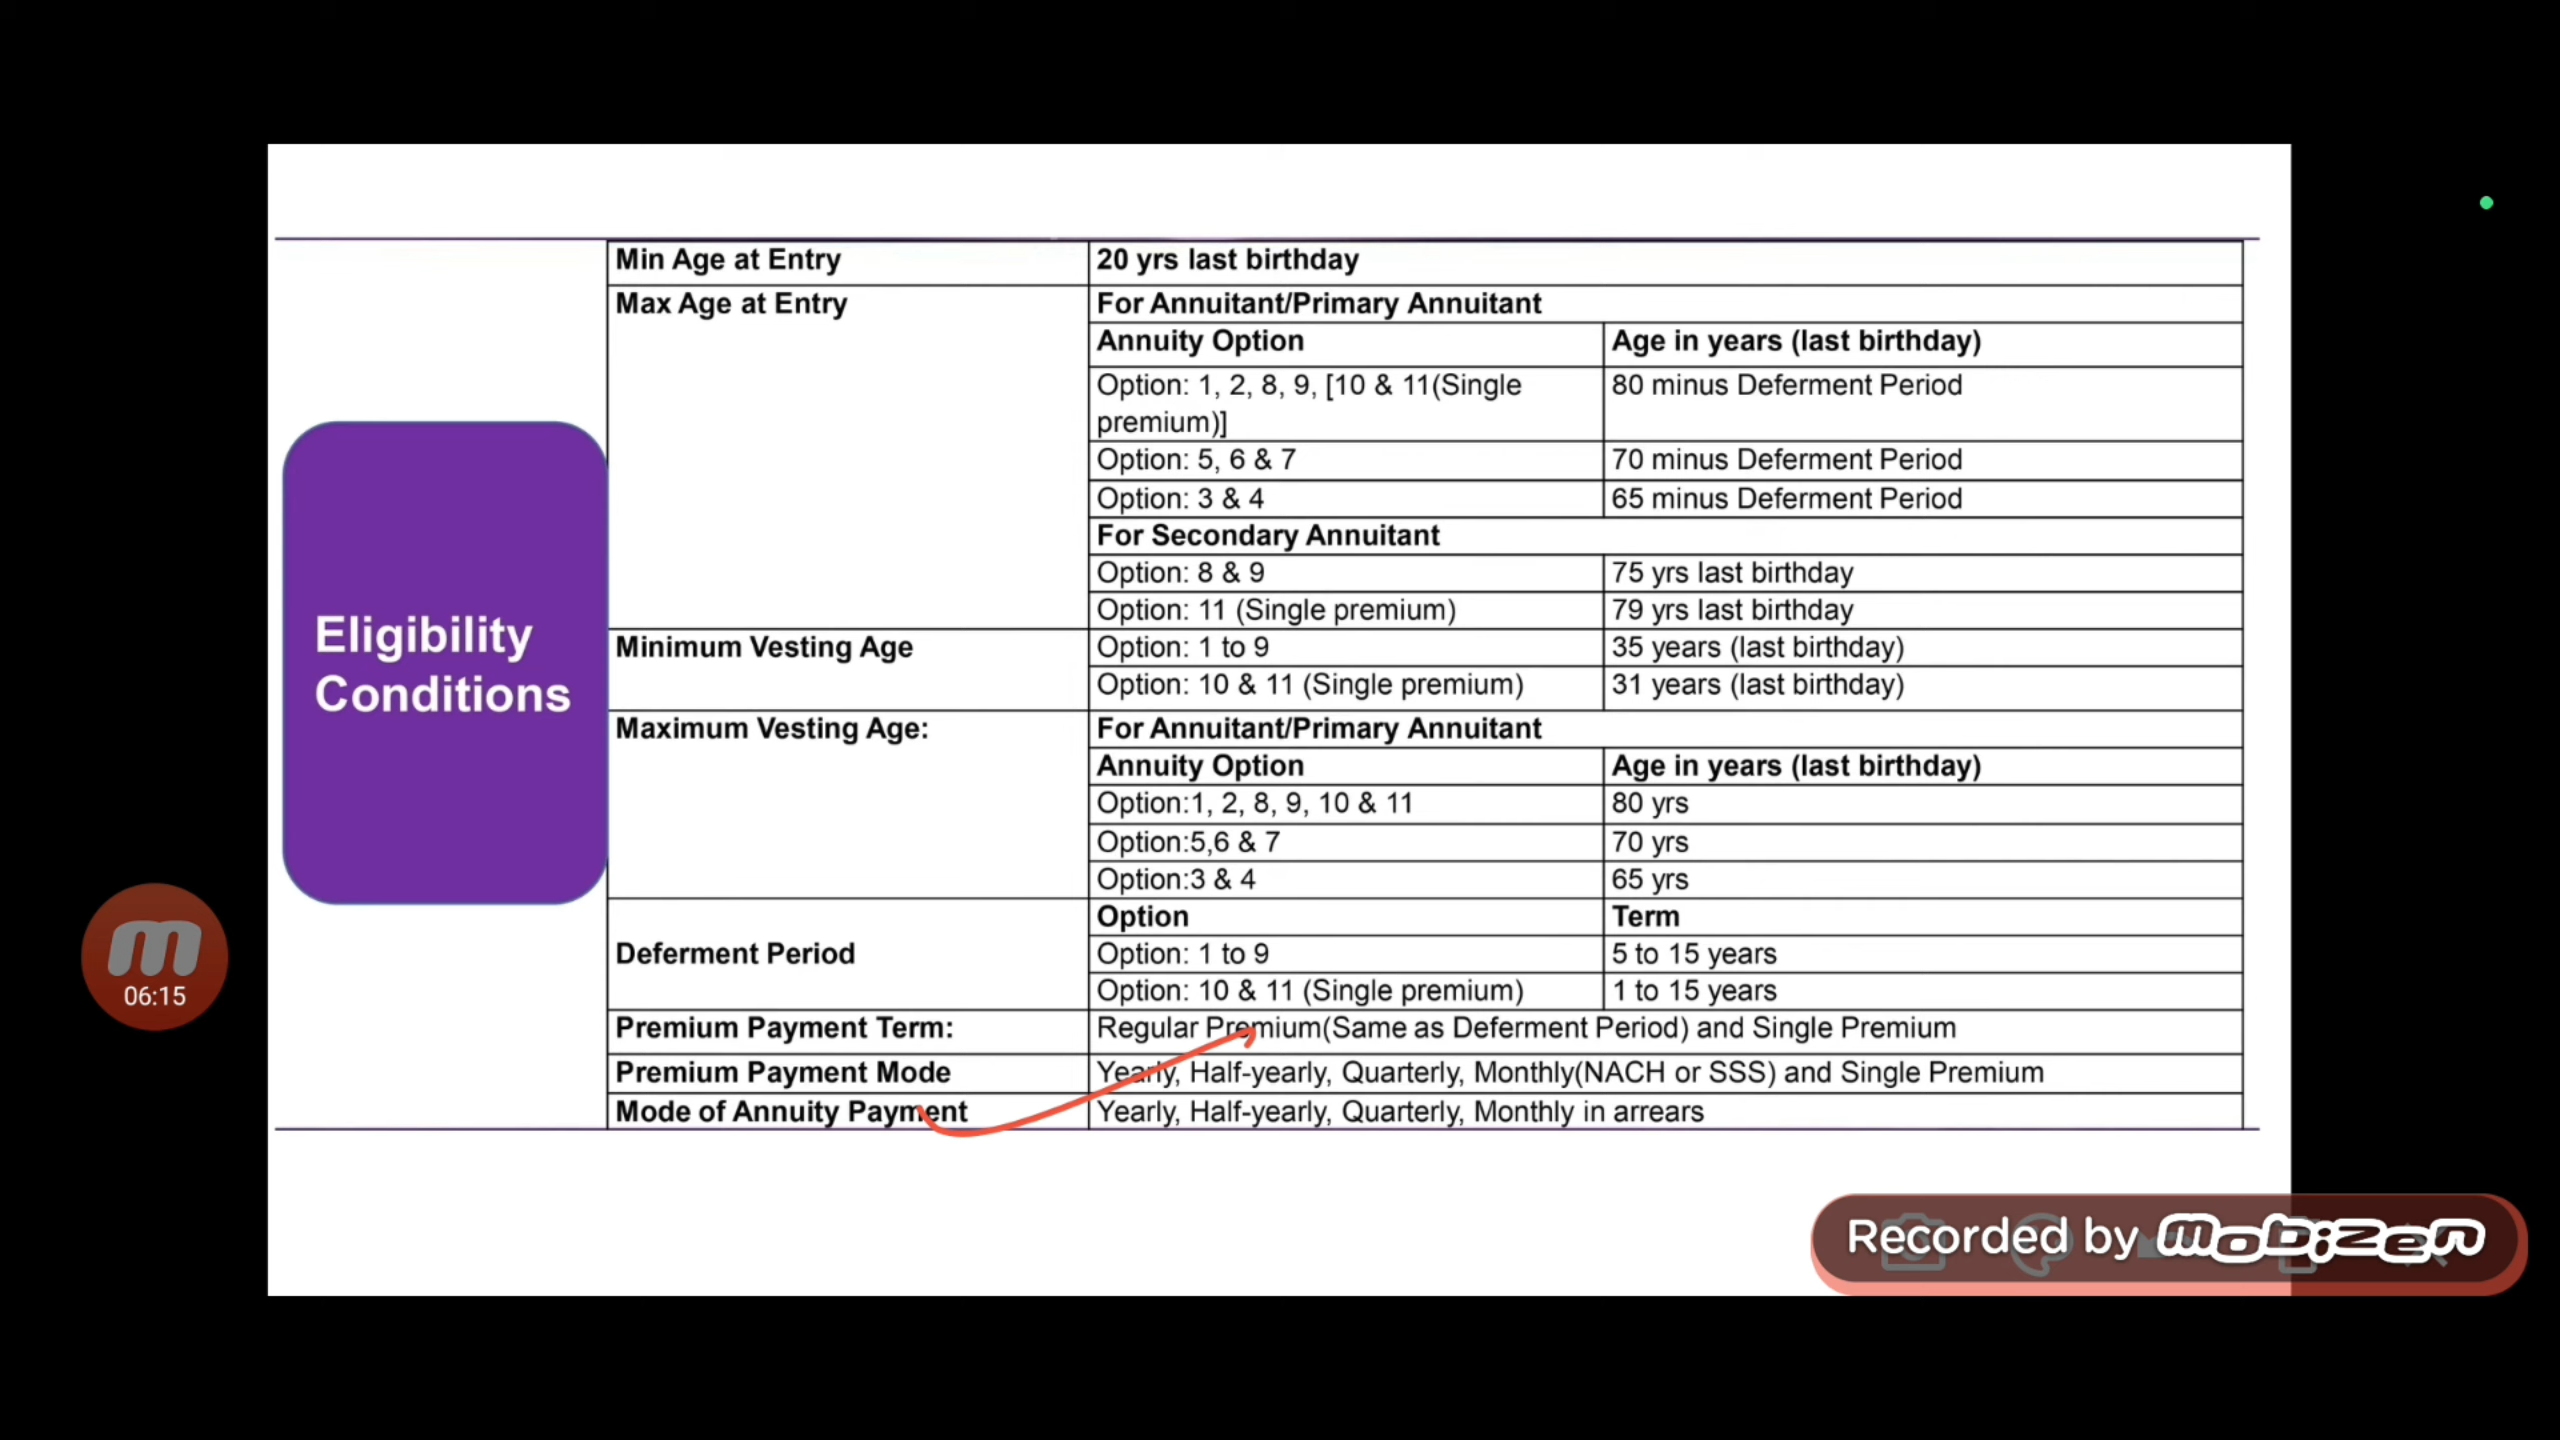 Min Age at Entry
20 yrs last birthday
Max Age at Entry
For Annuitant/Primary Annuitant
Annuity Option
Age in years (last birthday)
Option: 1, 2, 8, 9, [10 & 11(Single
premium)]
80 minus Deferment Period
Option: 5, 6 & 7
70 minus Deferment Period
Option: 3 & 4
65 minus Deferment Period
For Secondary Annuitant
Option: 8 & 9
75 yrs last birthday
Option: 11 (Single premium)
79 yrs last birthday
Eligibility
Conditions
Minimum Vesting Age
Option: 1 to 9
35 years (last birthday)
Option: 10 & 11 (Single premium)
31 years (last birthday)
Maximum Vesting Age:
For Annuitant/Primary Annuitant
Annuity Option
Age in years (last birthday)
Option:1, 2, 8, 9, 10 & 11
80 yrs
Option:5,6 & 7
70 yrs
Option:3 & 4
65 yrs
Option
Term
Deferment Period
Option: 1 to 9
5 to 15 years
Option: 10 & 11 (Single premium)
1 to 15 years
Premium Payment Term:
Regular Premium(Same as Deferment Period) and Single Premium
Premium Payment Mode
Yearly, Half-yearly, Quarterly, Monthly(NACH or SSS) and Single Premium
Mode of Annuity Payment
Yearly, Half-yearly, Quarterly, Monthly in arrears
m
06:15
Recorded by mobizen